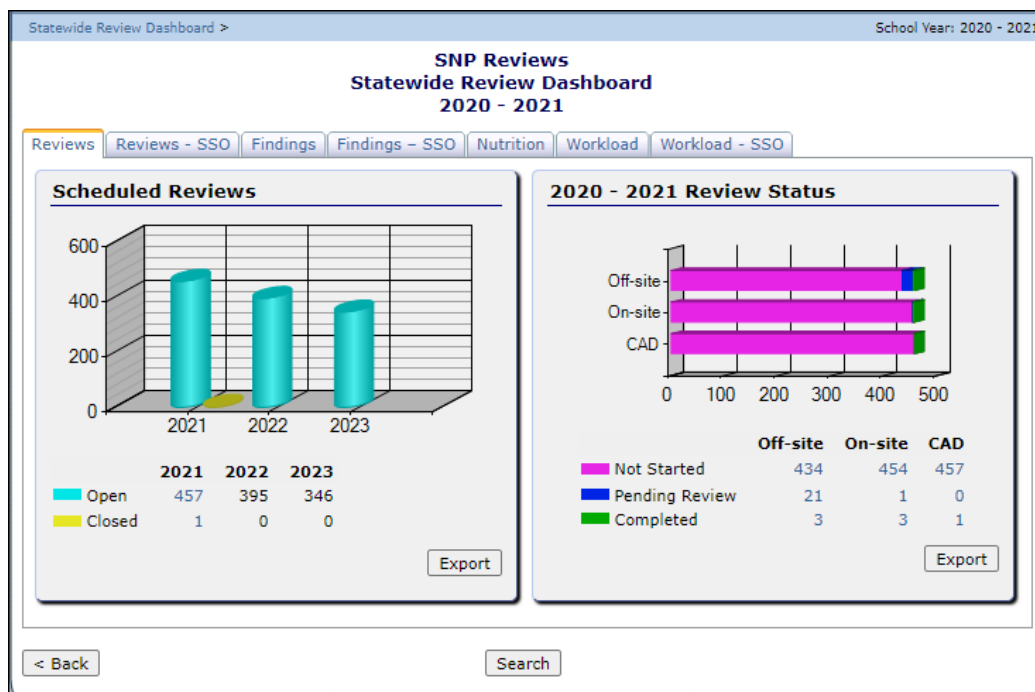 Statewide Review Dashboard > School Year: 2020 - 2021
SNP Reviews
Statewide Review Dashboard
2020 - 2021
Reviews Reviews - SSO Findings Findings – SSO Nutrition Workload Workload - SSO
Scheduled Reviews
600
400
200
0
2021 2022 2023
2021 2022 2023
Open 457 395 346
Closed 1 0 0
Export
2020 - 2021 Review Status
Off-site
On-site
CAD
0 100 200 300 400 500
Off-site On-site CAD
Not Started 434 454 457
Pending Review 21 1 0
Completed 3 3 1
Export
< Back Search